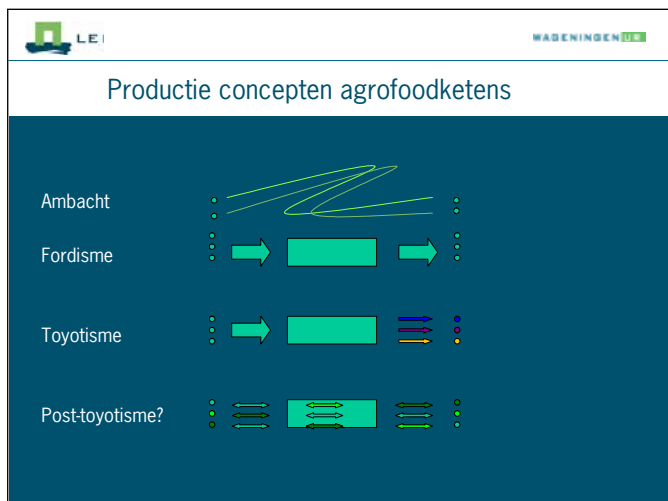 LEI
WAGENINGEN UR
Productie concepten agrofoodketens
Ambacht
Fordisme
Toyotisme
Post-toyotisme?